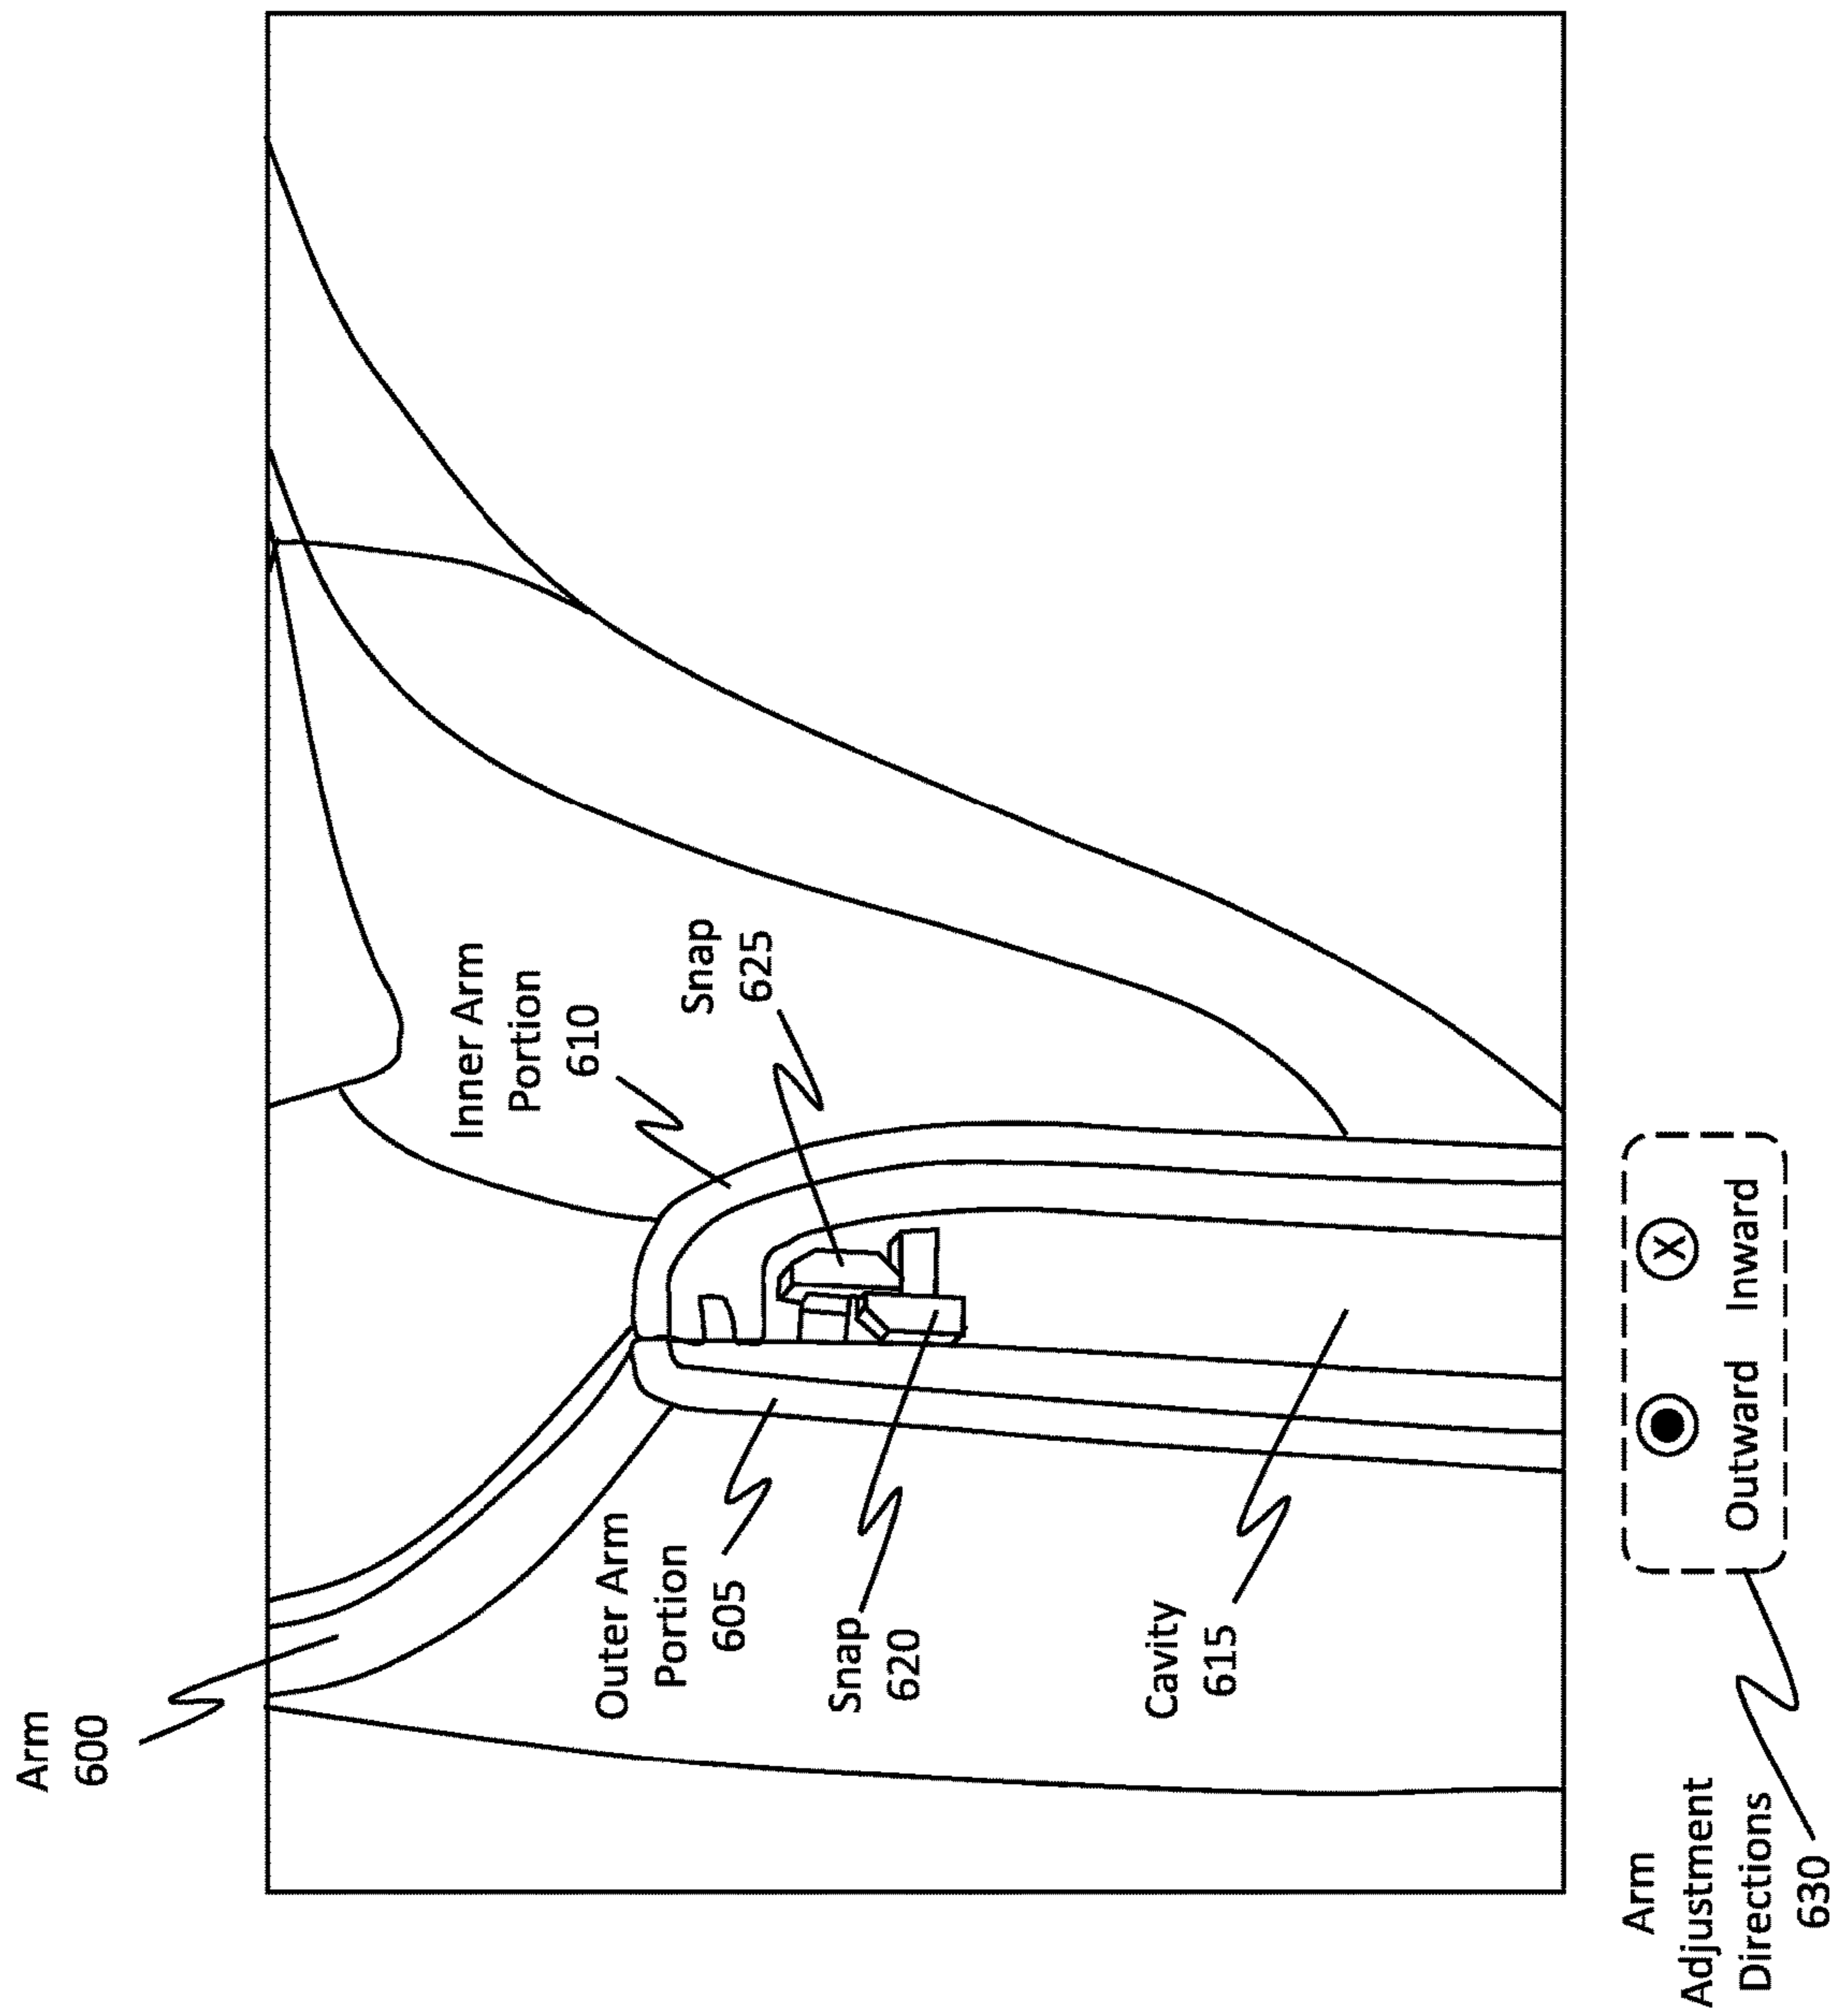 Arm
600
Inner Arm
Portion
610
Snap
625
Outer Arm
Portion
605
Snap
620
Cavity
615
Arm
Adjustment
Directions
630
Outward
X
Inward